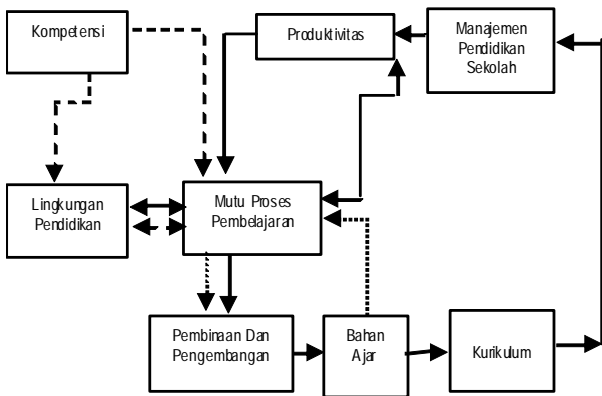 Kompetensi
Produktivitas
Manajemen
Pendidikan
Sekolah
Lingkungan
Pendidikan
Mutu Proses
Pembelajaran
Pembinaan Dan
Pengembangan
Bahan
Ajar
Kurikulum